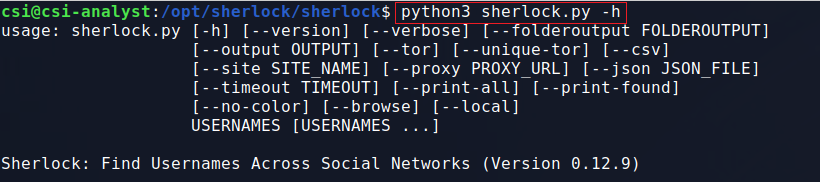 csi@csi-analyst:/opt/sherlock/sherlock$ python3 sherlock.py -h
usage: sherlock.py [-h] [--version] [--verbose] [--folderoutput FOLDEROUTPUT]
[--output OUTPUT] [--tor] [--unique-tor] [--csv]
[--site SITE_NAME] [--proxy PROXY_URL] [--json JSON_FILE]
[--timeout TIMEOUT] [--print-all] [--print-found]
[--no-color] [--browse] [--local]
USERNAMES [USERNAMES ...]
Sherlock: Find Usernames Across Social Networks (Version 0.12.9)